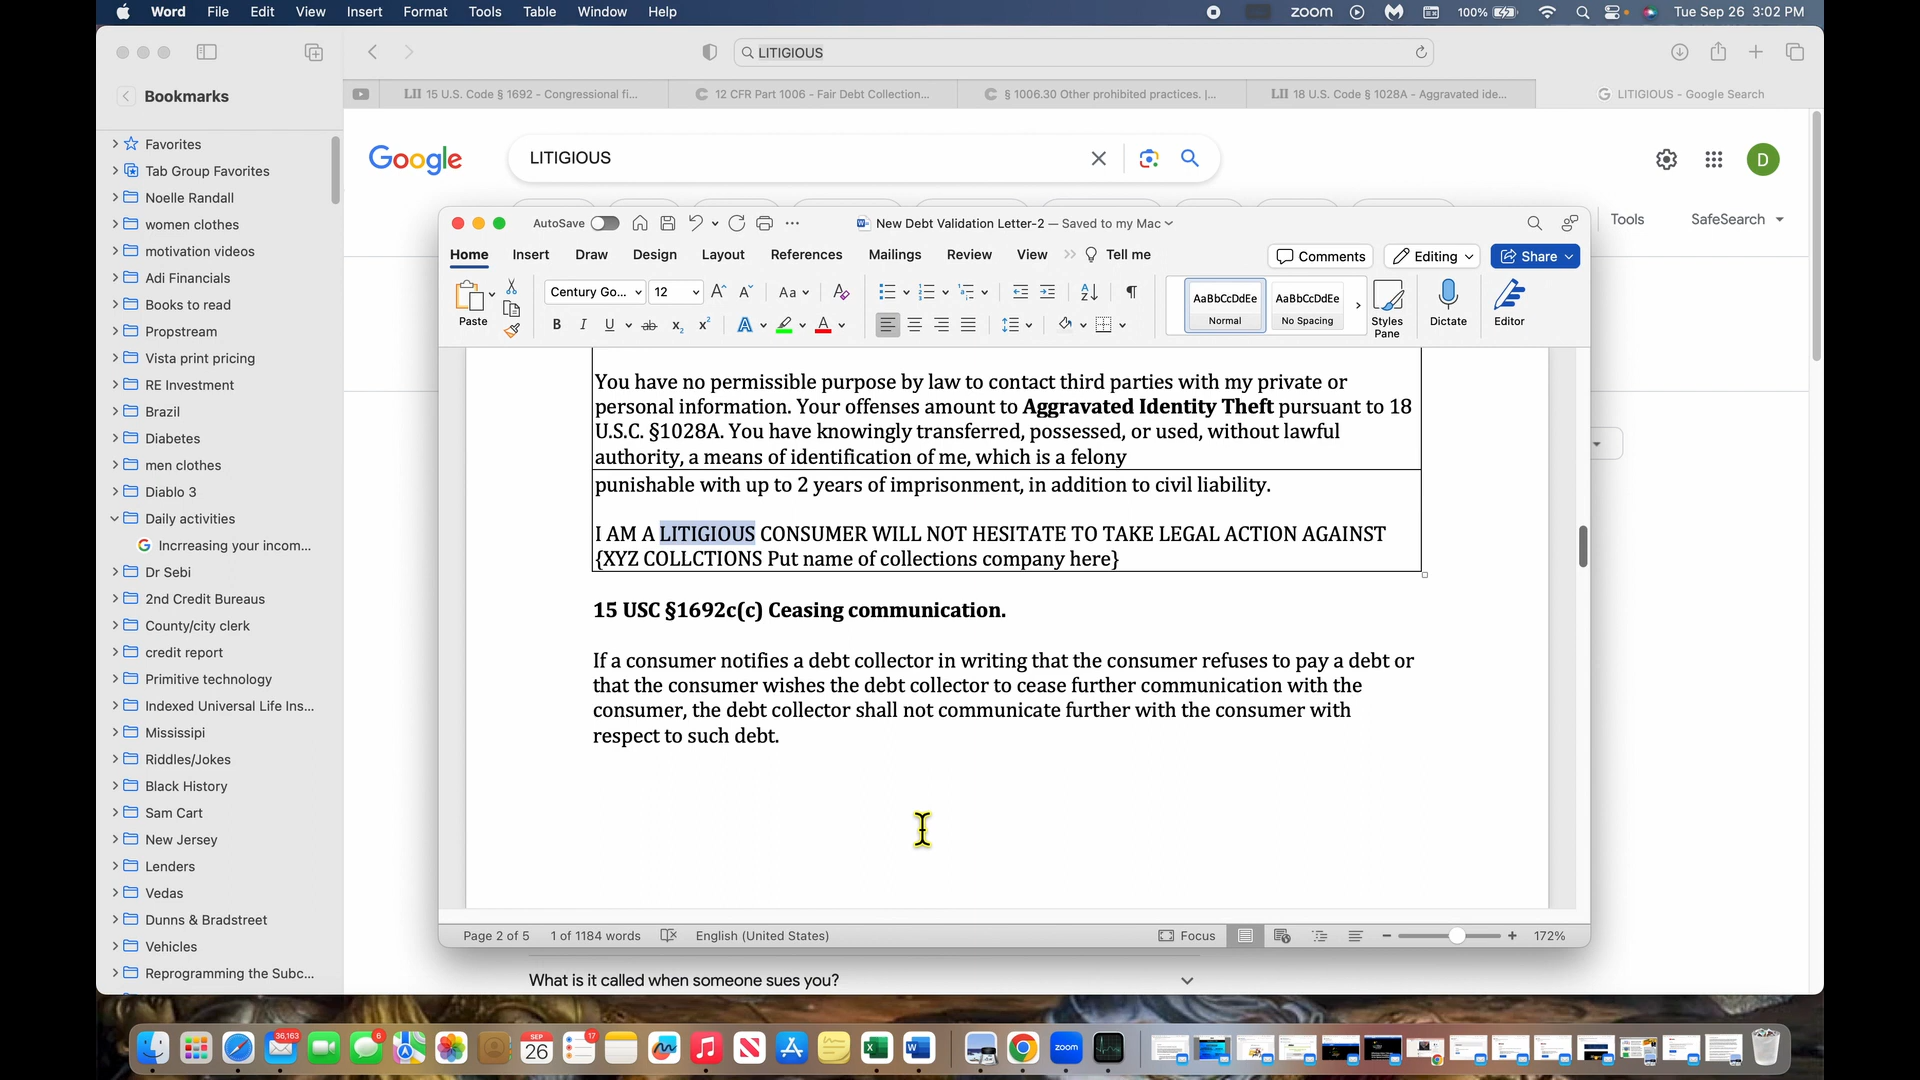 Word File Edit View Insert Format Tools Table Window Help
zoom 100% Tue Sep 26 3:02 PM
LITIGIOUS
Bookmarks
LII 15 U.S. Code § 1692 - Congressional fi...
12 CFR Part 1006 - Fair Debt Collection...
§ 1006.30 Other prohibited practices. |...
LII 18 U.S. Code § 1028A - Aggravated ide...
LITIGIOUS - Google Search
Favorites
Tab Group Favorites
Noelle Randall
women clothes
motivation videos
Adi Financials
Books to read
Propstream
Vista print pricing
RE Investment
Brazil
Diabetes
men clothes
Diablo 3
Daily activities
Incrreasing your incom...
Dr Sebi
2nd Credit Bureaus
County/city clerk
credit report
Primitive technology
Indexed Universal Life Ins...
Mississipi
Riddles/Jokes
Black History
Sam Cart
New Jersey
Lenders
Vedas
Dunns & Bradstreet
Vehicles
Reprogramming the Subc...
Google
LITIGIOUS
D
Tools SafeSearch
AutoSave
New Debt Validation Letter-2 — Saved to my Mac
Home Insert Draw Design Layout References Mailings Review View Tell me
Comments Editing Share
Paste
Century Go... 12
Aa
B I U ab
AaBbCcDdEe
Normal
AaBbCcDdEe
No Spacing
Styles
Pane
Dictate
Editor
You have no permissible purpose by law to contact third parties with my private or
personal information. Your offenses amount to Aggravated Identity Theft pursuant to 18
U.S.C. §1028A. You have knowingly transferred, possessed, or used, without lawful
authority, a means of identification of me, which is a felony
punishable with up to 2 years of imprisonment, in addition to civil liability.
I AM A LITIGIOUS CONSUMER WILL NOT HESITATE TO TAKE LEGAL ACTION AGAINST
{XYZ COLLCTIONS Put name of collections company here}
15 USC §1692c(c) Ceasing communication.
If a consumer notifies a debt collector in writing that the consumer refuses to pay a debt or
that the consumer wishes the debt collector to cease further communication with the
consumer, the debt collector shall not communicate further with the consumer with
respect to such debt.
Page 2 of 5 1 of 1184 words English (United States) Focus 172%
What is it called when someone sues you?
36,163
6
SEP
26
17
zoom